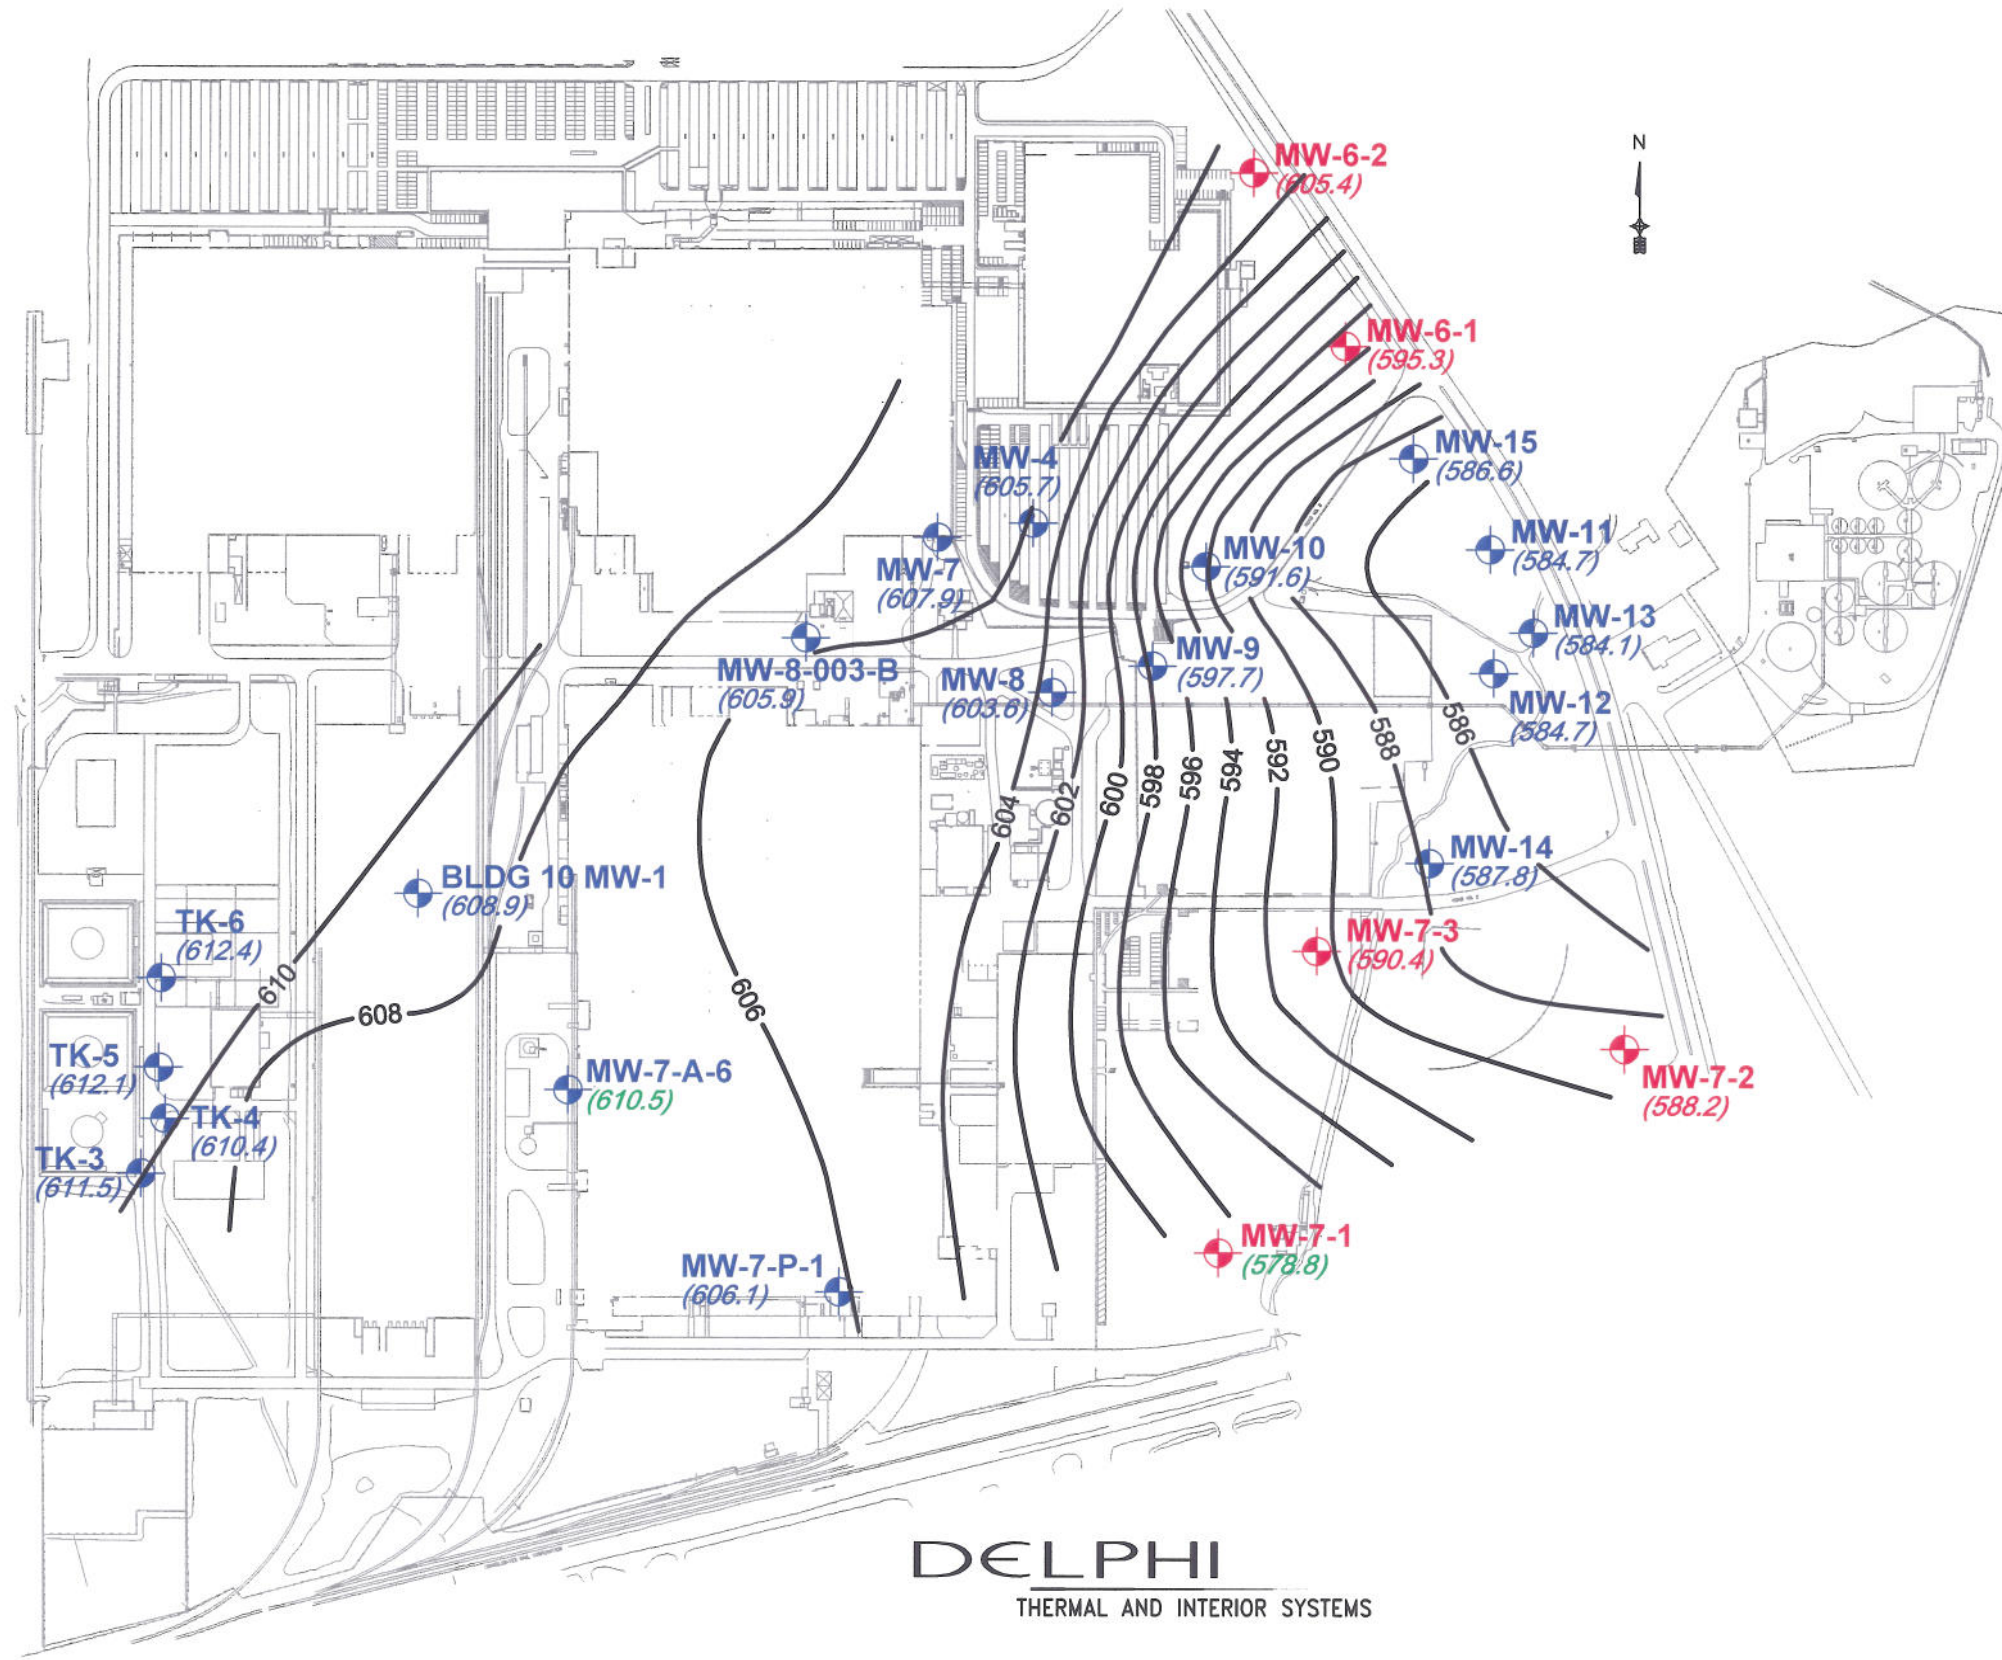 N
MW-6-2
(605.4)
MW-6-1
(595.3)
MW-15
(586.6)
MW-4
(605.7)
MW-11
(584.7)
MW-10
(591.6)
MW-7
(607.9)
MW-13
(584.1)
MW-9
(597.7)
MW-8-003-B
(605.9)
MW-8
(603.6)
MW-12
(584.7)
586
588
590
592
594
596
598
600
602
604
MW-14
(587.8)
BLDG 10 MW-1
(608.9)
TK-6
(612.4)
MW-7-3
(590.4)
610
608
606
TK-5
(612.1)
MW-7-A-6
(610.5)
MW-7-2
(588.2)
TK-4
(610.4)
TK-3
(611.5)
MW-7-1
(578.8)
MW-7-P-1
(606.1)
DELPHI
THERMAL AND INTERIOR SYSTEMS